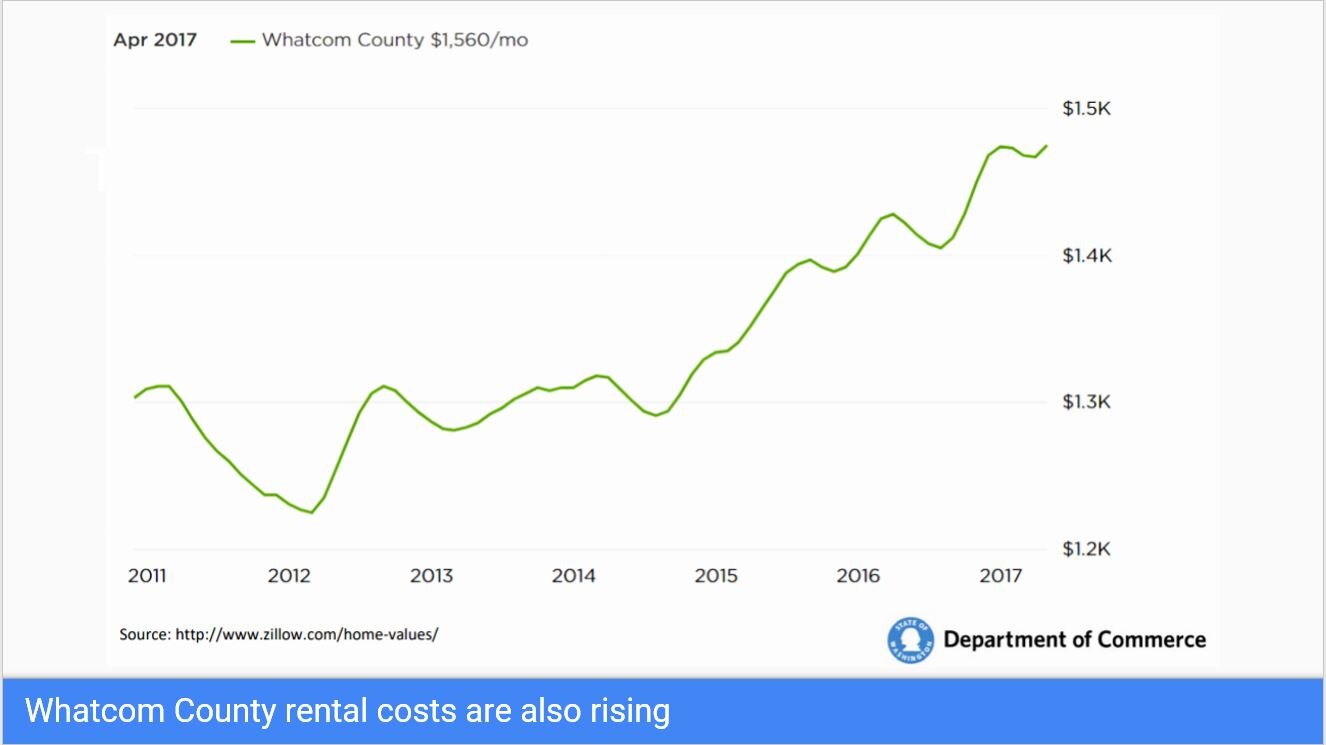 Apr 2017 Whatcom County $1,560/mo
$1.5K
$1.4K
$1.3K
$1.2K
2011 2012 2013 2014 2015 2016 2017
Source: http://www.zillow.com/home-values/
STATE OF WASHINGTON
Department of Commerce
Whatcom County rental costs are also rising